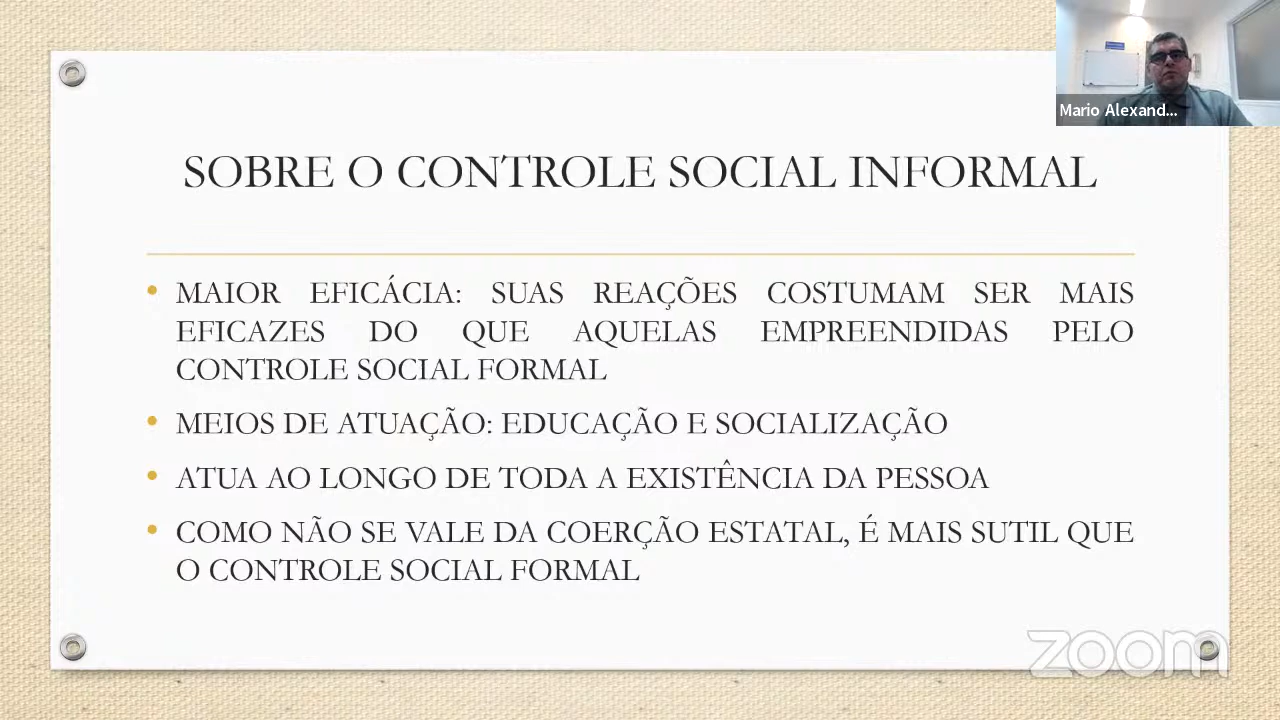 Mario Alexand...
SOBRE O CONTROLE SOCIAL INFORMAL
• MAIOR EFICÁCIA: SUAS REAÇÕES COSTUMAM SER MAIS
EFICAZES DO QUE AQUELAS EMPREENDIDAS PELO
CONTROLE SOCIAL FORMAL
• MEIOS DE ATUAÇÃO: EDUCAÇÃO E SOCIALIZAÇÃO
• ATUA AO LONGO DE TODA A EXISTÊNCIA DA PESSOA
• COMO NÃO SE VALE DA COERÇÃO ESTATAL, É MAIS SUTIL QUE
O CONTROLE SOCIAL FORMAL
zoom